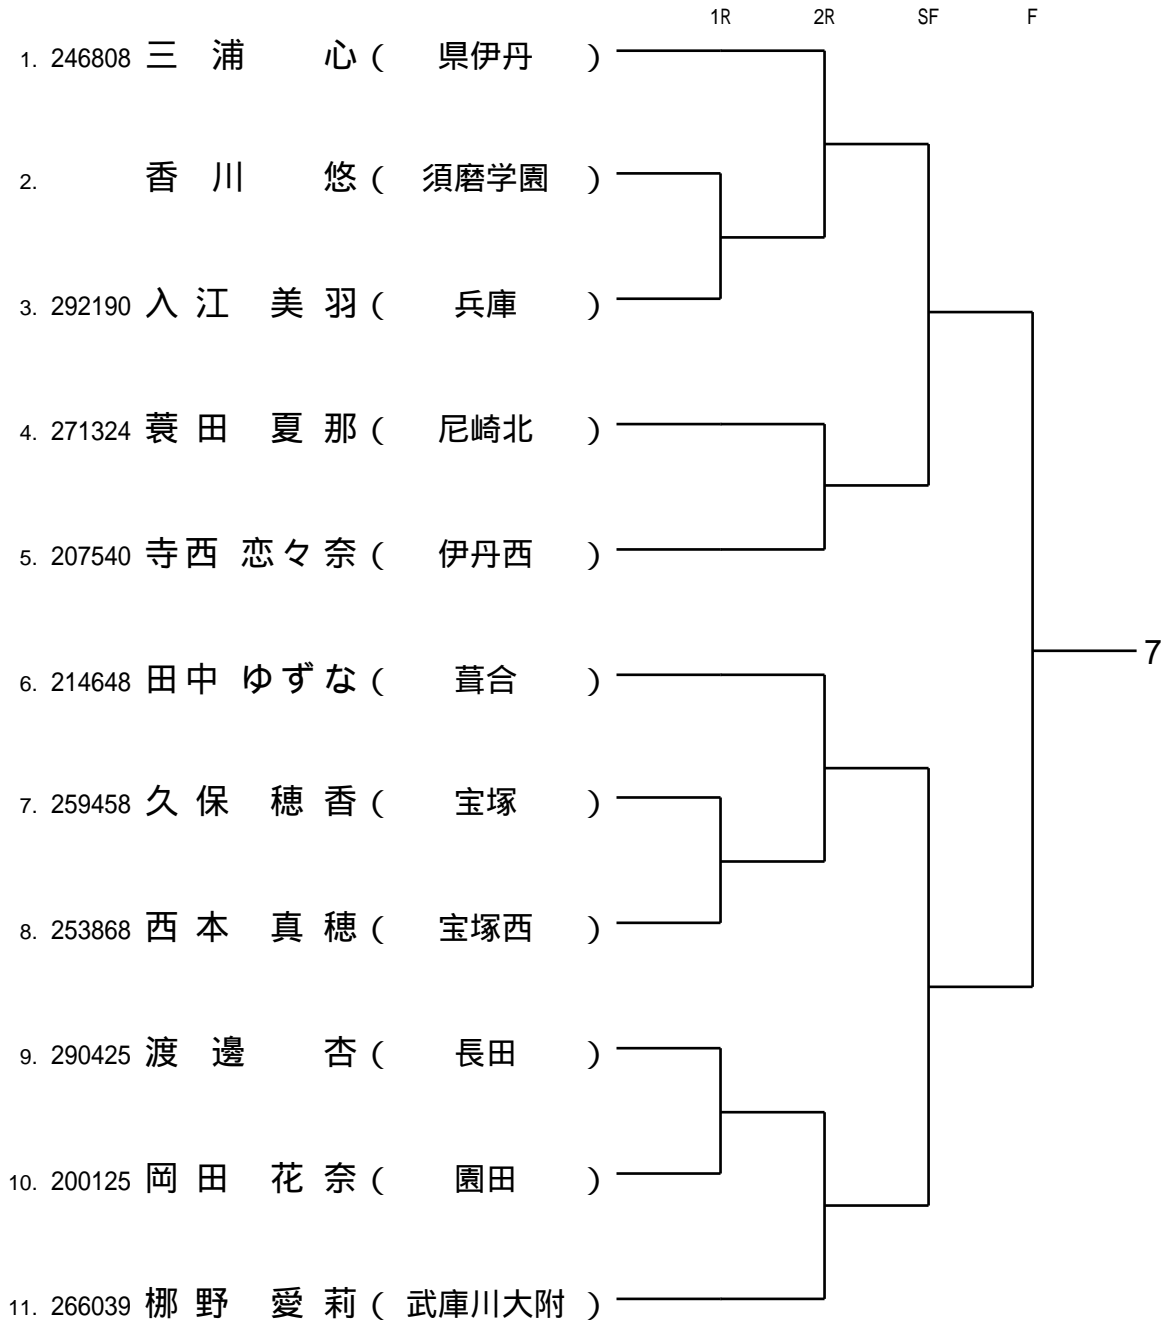 1R 2R SF F
1. 246808 三浦 心 ( 県伊丹 )
2. 香川 悠 ( 須磨学園 )
3. 292190 入江 美羽 ( 兵庫 )
4. 271324 蓑田 夏那 ( 尼崎北 )
5. 207540 寺西 恋々奈 ( 伊丹西 )
7
6. 214648 田中 ゆずな ( 葺合 )
7. 259458 久保 穂香 ( 宝塚 )
8. 253868 西本 真穂 ( 宝塚西 )
9. 290425 渡邊 杏 ( 長田 )
10. 200125 岡田 花奈 ( 園田 )
11. 266039 梛野 愛莉 ( 武庫川大附 )